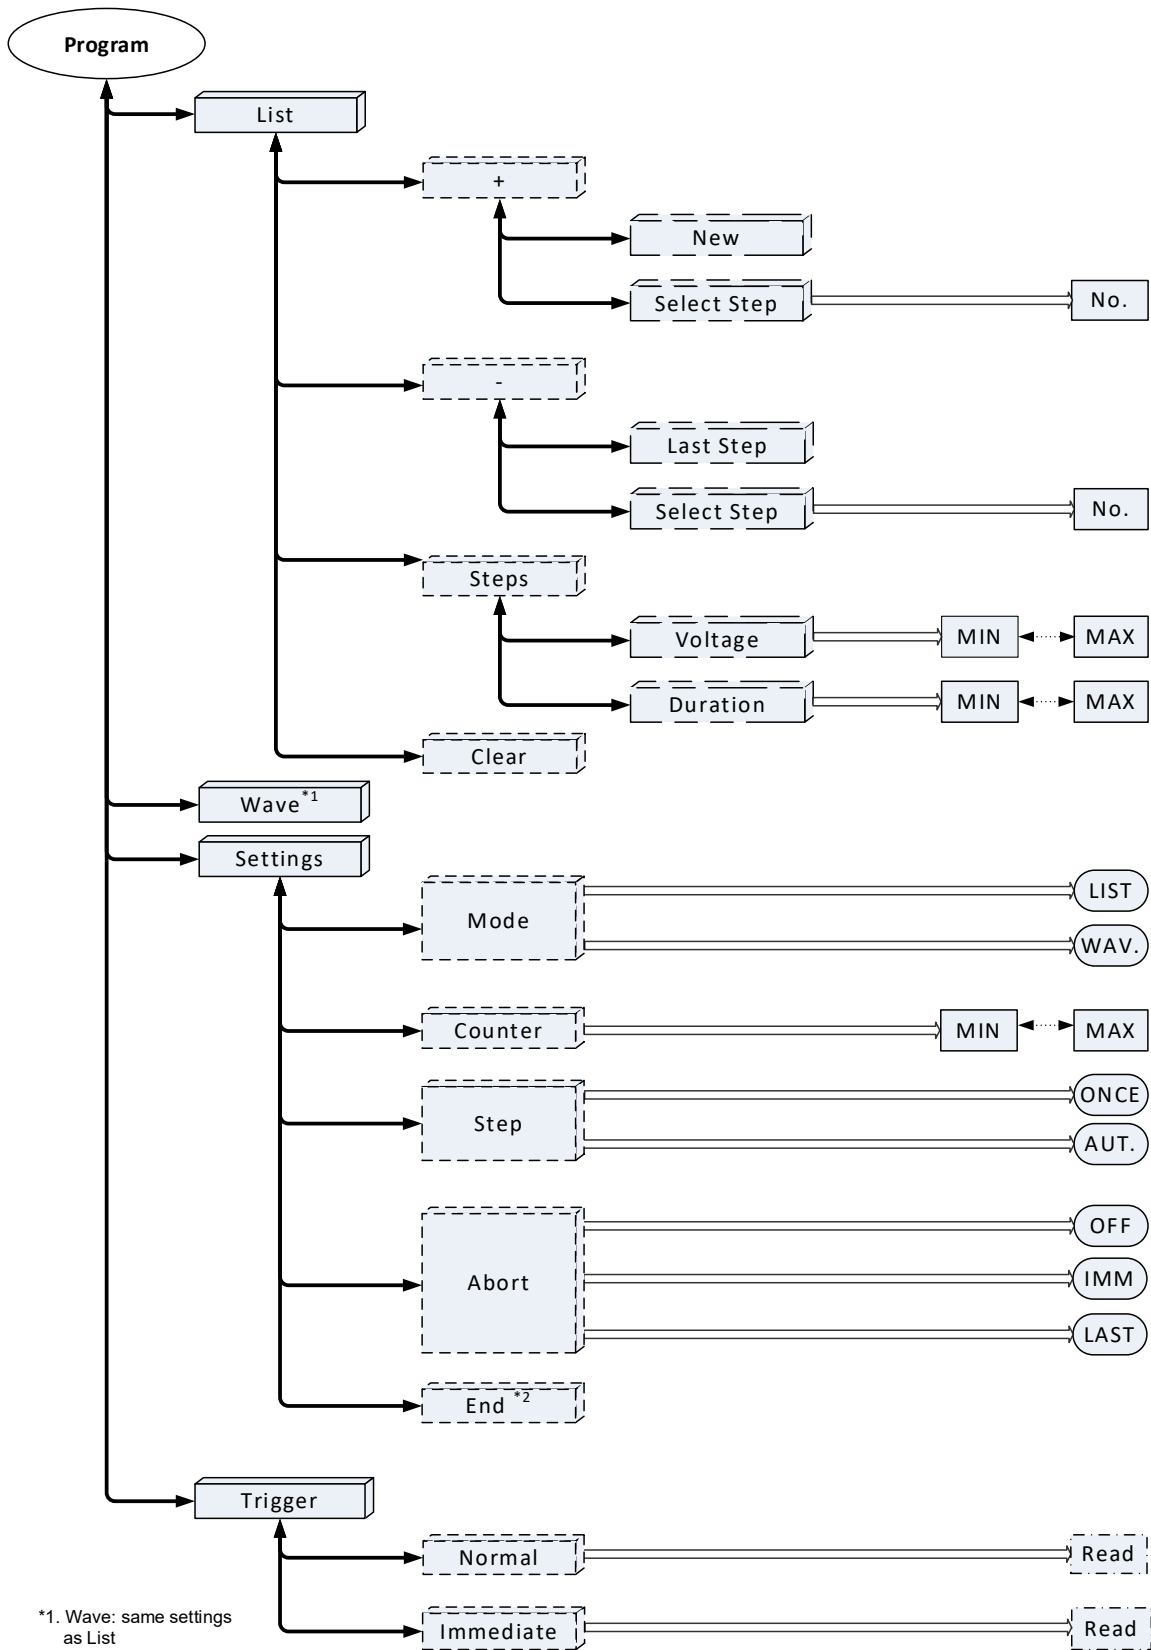 Program
List
+
New
Select Step No.
-
Last Step
Select Step No.
Steps
Voltage MIN MAX
Duration MIN MAX
Clear
Wave*1
Settings
Mode LIST
WAV.
Counter MIN MAX
Step ONCE
AUT.
Abort OFF
IMM
LAST
End *2
Trigger
Normal Read
Immediate Read
*1. Wave: same settings
as List